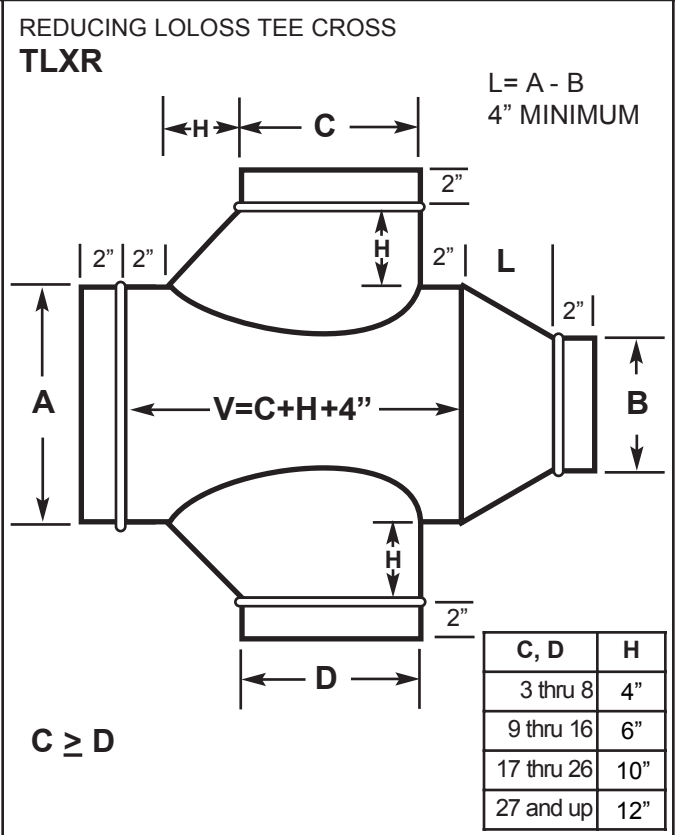 REDUCING LOLOSS TEE CROSS
TLXR
L= A - B
4” MINIMUM
H C
2”
H
2” 2” 2” L
2”
A V=C+H+4” B
H
2”
D
C ≥ D
C, D H
3 thru 8 4”
9 thru 16 6”
17 thru 26 10”
27 and up 12”